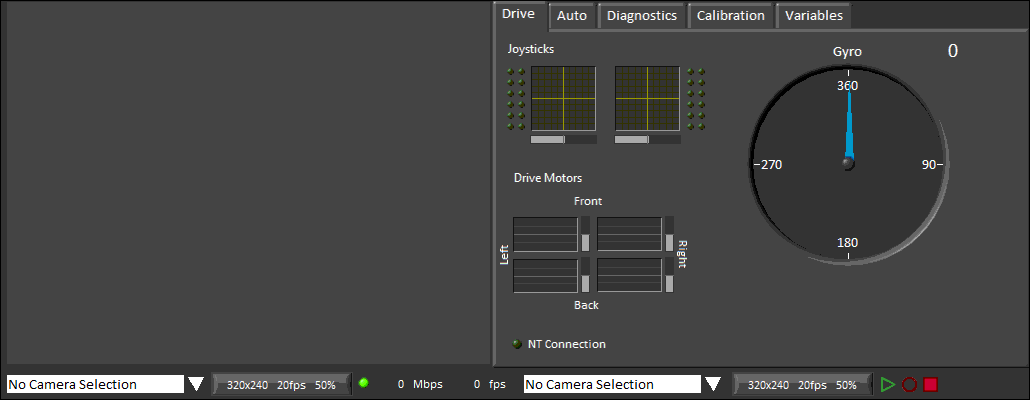 Drive Auto Diagnostics Calibration Variables
Joysticks
Gyro 0
360
270 90
180
Drive Motors
Front
Left Right
Back
NT Connection
No Camera Selection 320x240 20fps 50% 0 Mbps 0 fps No Camera Selection 320x240 20fps 50%